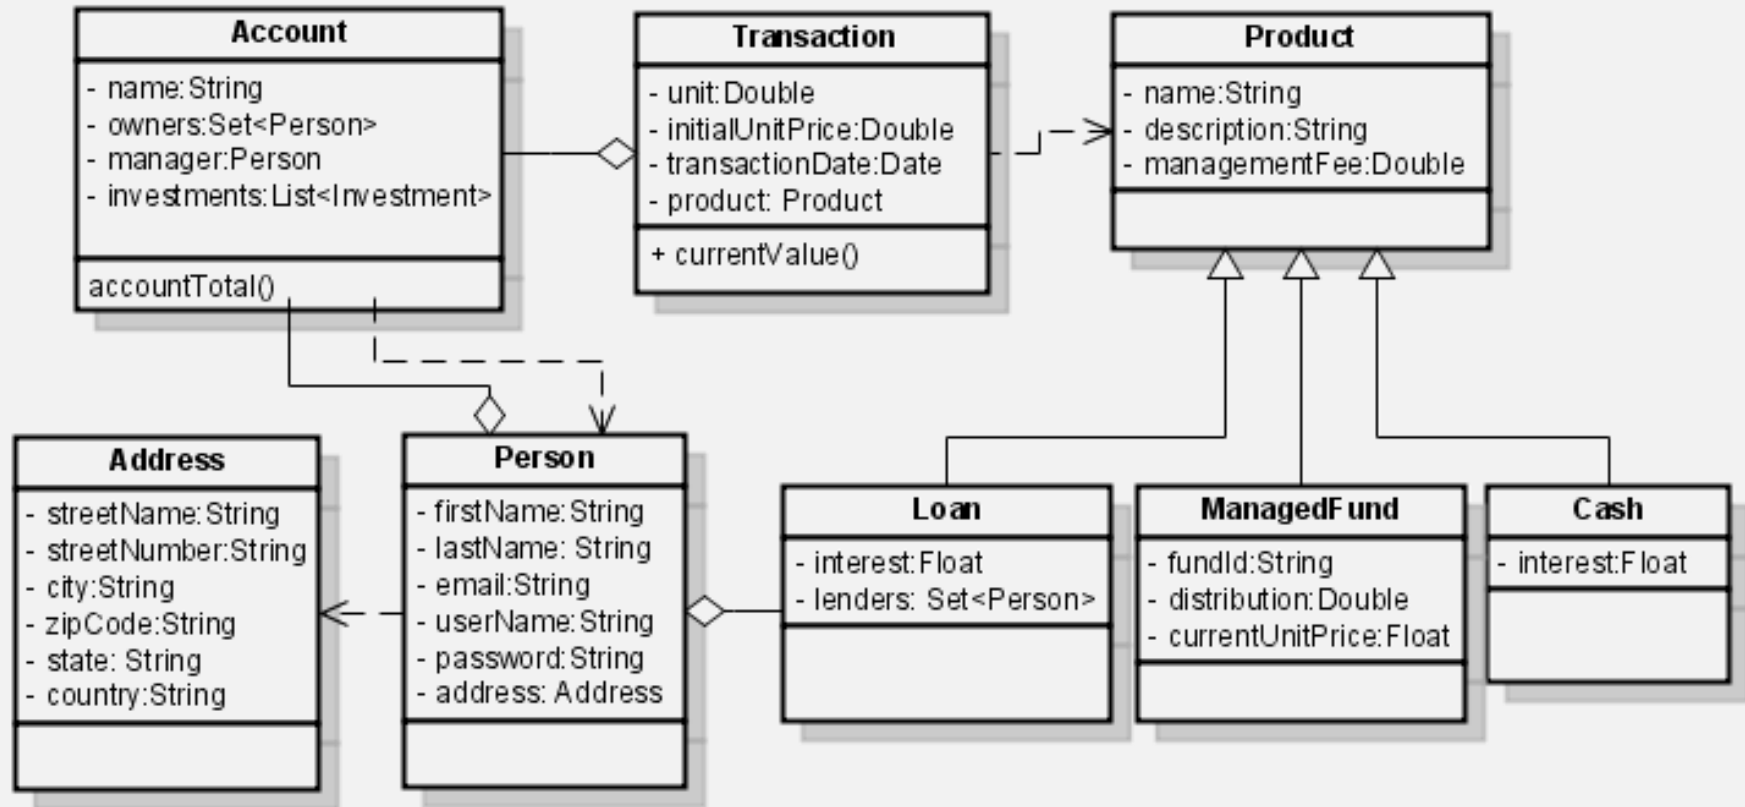 Account
- name:String
- owners:Set<Person>
- manager:Person
- investments:List<Investment>
accountTotal()
Transaction
- unit:Double
- initialUnitPrice:Double
- transactionDate:Date
- product: Product
+ currentValue()
Product
- name:String
- description:String
- managementFee:Double
Address
- streetName:String
- streetNumber:String
- city:String
- zipCode:String
- state: String
- country:String
Person
- firstName:String
- lastName: String
- email:String
- userName:String
- password:String
- address: Address
Loan
- interest:Float
- lenders: Set<Person>
ManagedFund
- fundId:String
- distribution:Double
- currentUnitPrice:Float
Cash
- interest:Float